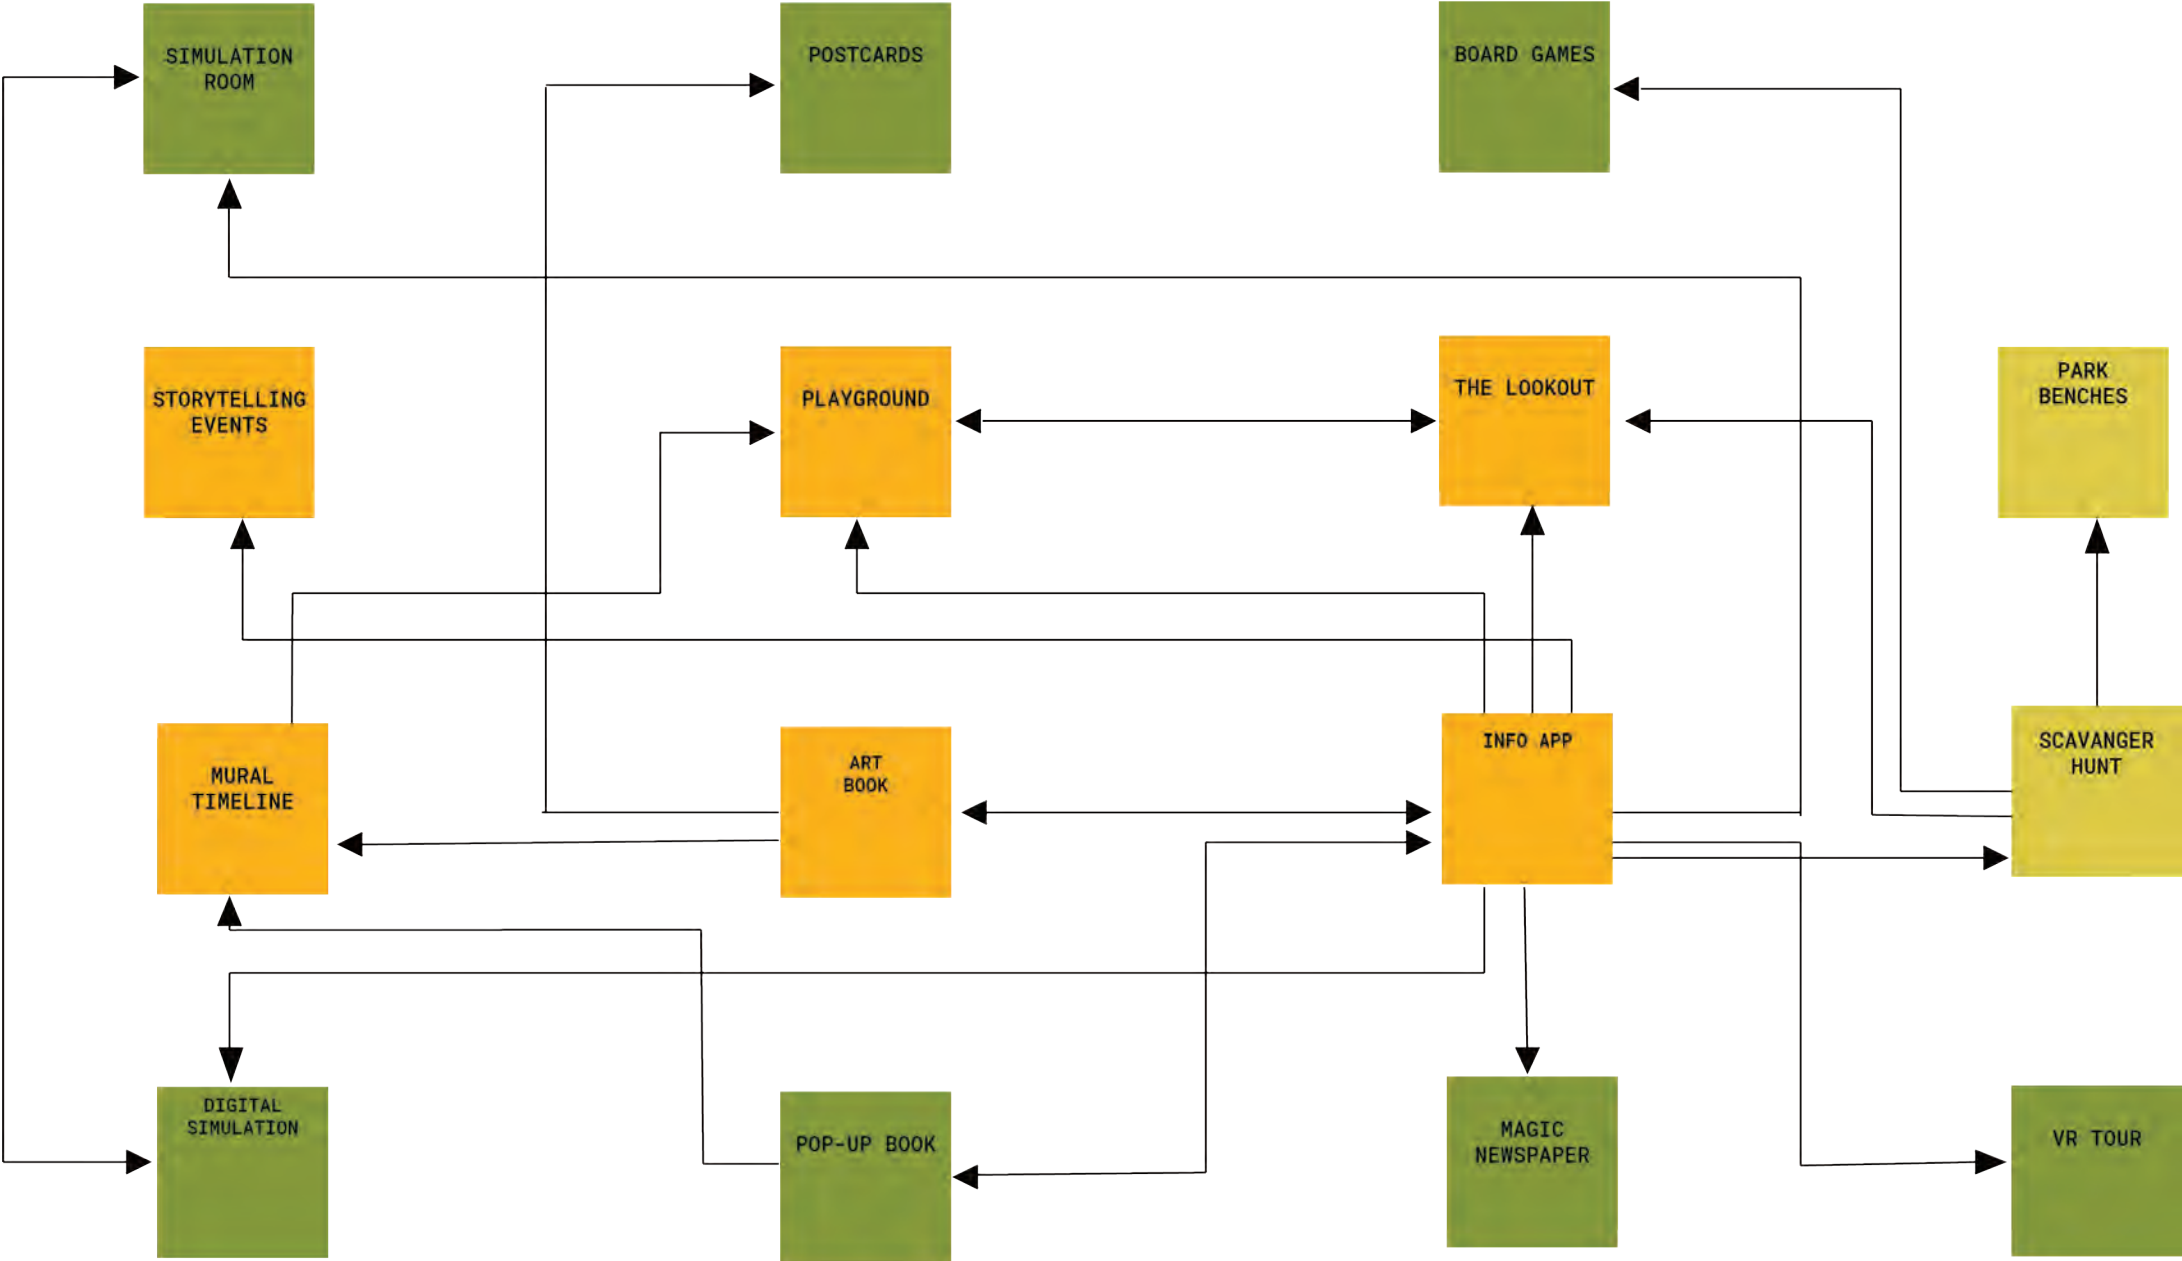 SIMULATION
ROOM
POSTCARDS
BOARD GAMES
STORYTELLING
EVENTS
PLAYGROUND
THE LOOKOUT
PARK
BENCHES
MURAL
TIMELINE
ART
BOOK
INFO APP
SCAVANGER
HUNT
DIGITAL
SIMULATION
POP-UP BOOK
MAGIC
NEWSPAPER
VR TOUR